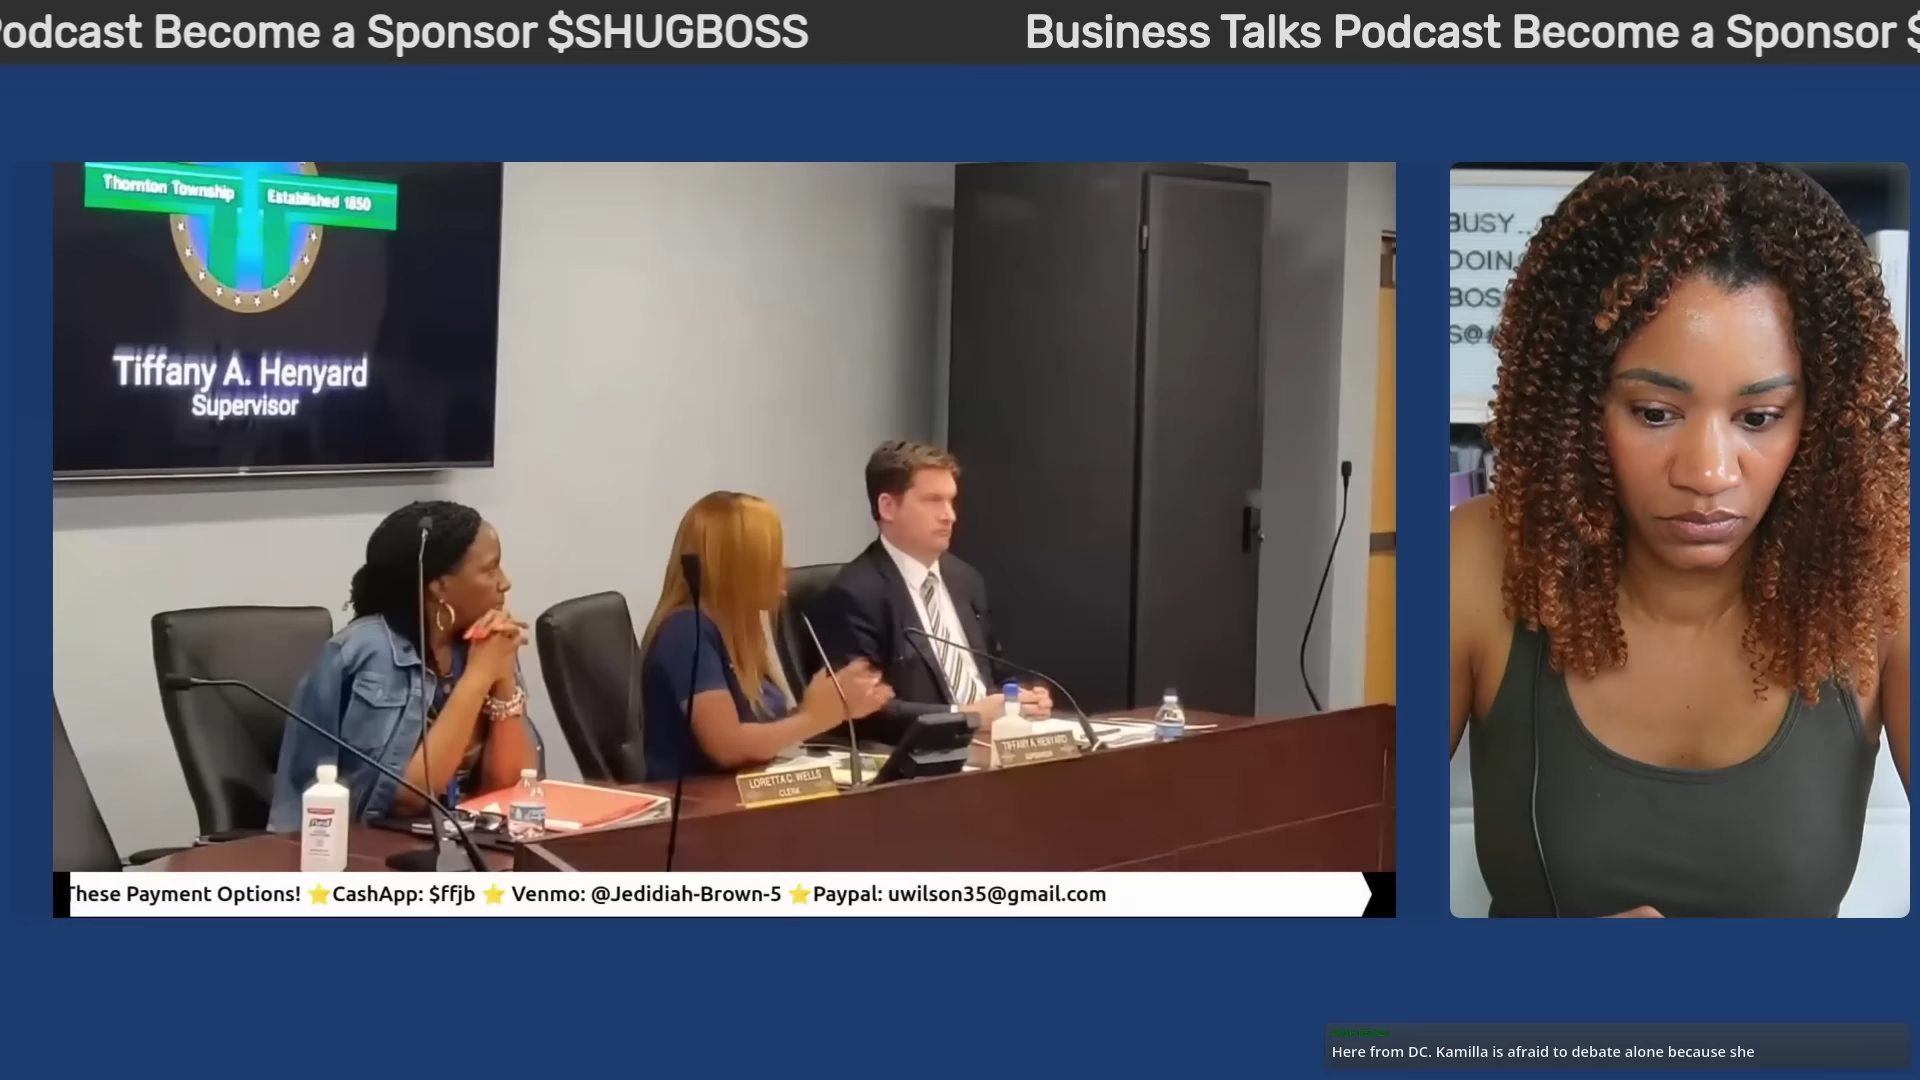 Podcast Become a Sponsor $SHUGBOSS
Business Talks Podcast Become a Sponsor $
Thornton Township
Established 1850
Tiffany A. Henyard
Supervisor
BUSY...
DOIN
BOS
S@#
LORETTA C. WELLS
CLERK
TIFFANY A. HENYARD
SUPERVISOR
These Payment Options! ⭐CashApp: $ffjb ⭐ Venmo: @Jedidiah-Brown-5 ⭐Paypal: uwilson35@gmail.com
Here from DC. Kamilla is afraid to debate alone because she